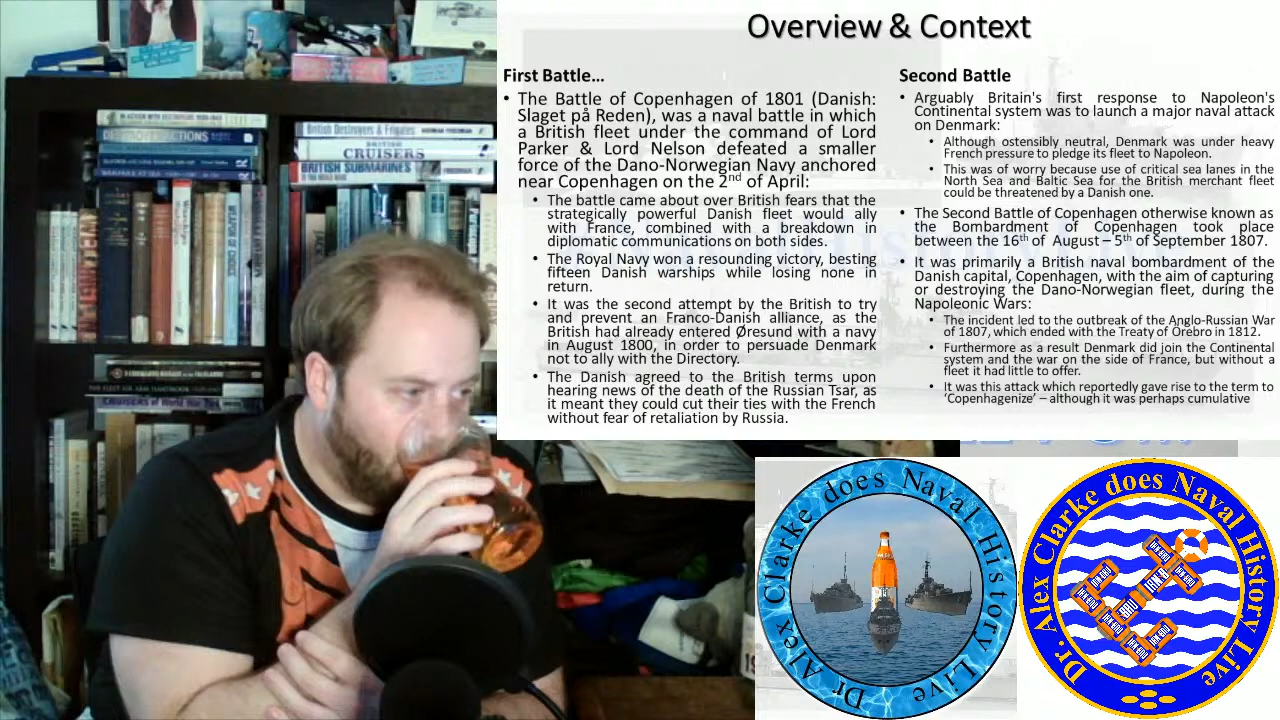 Overview & Context
First Battle…
• The Battle of Copenhagen of 1801 (Danish:
Slaget på Reden), was a naval battle in which
a British fleet under the command of Lord
Parker & Lord Nelson defeated a smaller
force of the Dano-Norwegian Navy anchored
near Copenhagen on the 2nd of April:
• The battle came about over British fears that the
strategically powerful Danish fleet would ally
with France, combined with a breakdown in
diplomatic communications on both sides.
• The Royal Navy won a resounding victory, besting
fifteen Danish warships while losing none in
return.
• It was the second attempt by the British to try
and prevent an Franco-Danish alliance, as the
British had already entered Øresund with a navy
in August 1800, in order to persuade Denmark
not to ally with the Directory.
• The Danish agreed to the British terms upon
hearing news of the death of the Russian Tsar, as
it meant they could cut their ties with the French
without fear of retaliation by Russia.
Second Battle
• Arguably Britain's first response to Napoleon's
Continental system was to launch a major naval attack
on Denmark:
• Although ostensibly neutral, Denmark was under heavy
French pressure to pledge its fleet to Napoleon.
• This was of worry because use of critical sea lanes in the
North Sea and Baltic Sea for the British merchant fleet
could be threatened by a Danish one.
• The Second Battle of Copenhagen otherwise known as
the Bombardment of Copenhagen took place
between the 16th of August – 5th of September 1807.
• It was primarily a British naval bombardment of the
Danish capital, Copenhagen, with the aim of capturing
or destroying the Dano-Norwegian fleet, during the
Napoleonic Wars:
• The incident led to the outbreak of the Anglo-Russian War
of 1807, which ended with the Treaty of Örebro in 1812.
• Furthermore as a result Denmark did join the Continental
system and the war on the side of France, but without a
fleet it had little to offer.
• It was this attack which reportedly gave rise to the term to
'Copenhagenize' – although it was perhaps cumulative
British Destroyers & Frigates
BRITISH
CRUISERS
BRITISH SUBMARINES
Dr Alex Clarke does Naval History Live
Dr. Alex Clarke does Naval History Live